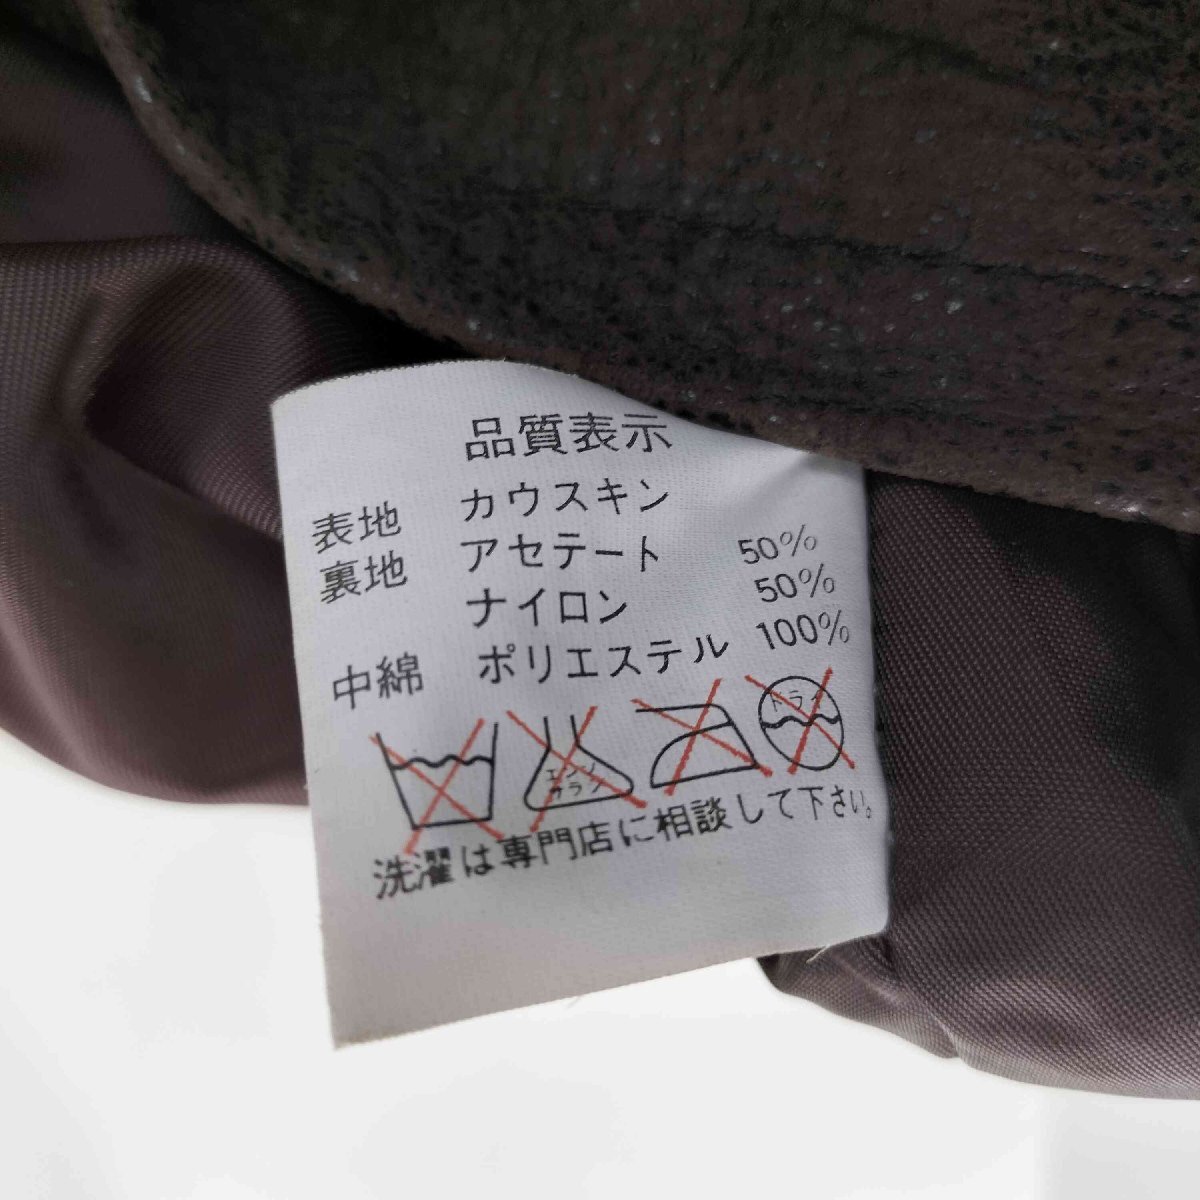 品質表示
表地 カウスキン
裏地 アセテート 50%
ナイロン 50%
中綿 ポリエステル 100%
エンソ
サラシ
ドライ
洗濯は専門店に相談して下さい。